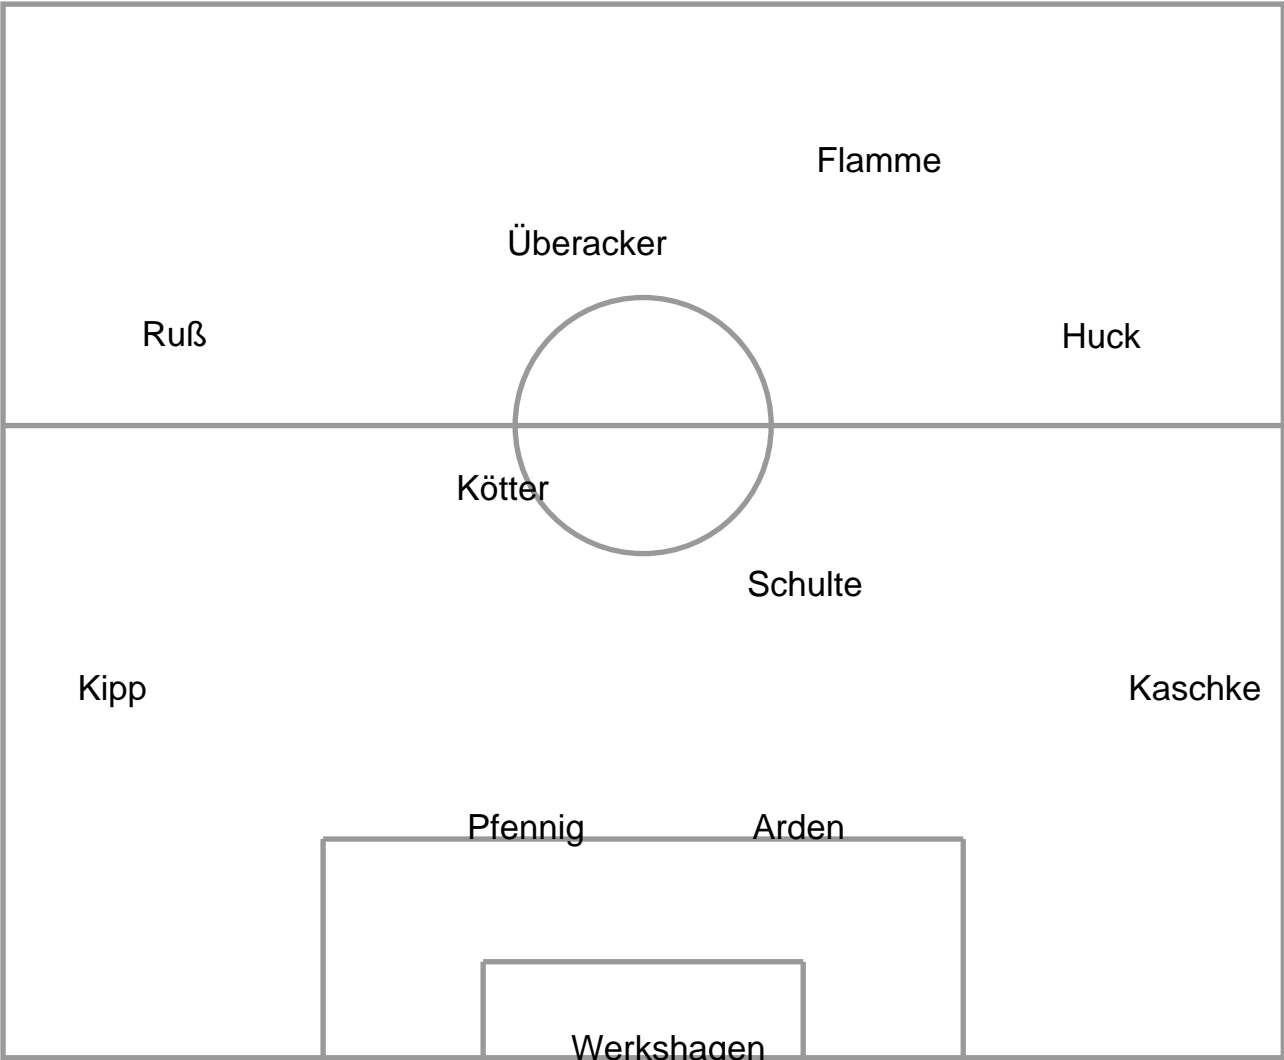 Flamme
Überacker
Ruß
Huck
Kötter
Schulte
Kipp
Kaschke
Pfennig
Arden
Werkshagen